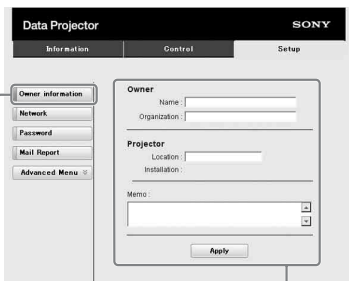 Data Projector
SONY
Information
Control
Setup
Owner information
Network
Password
Mail Report
Advanced Menu
Owner
Name :
Organization :
Projector
Location :
Installation :
Memo :
Apply